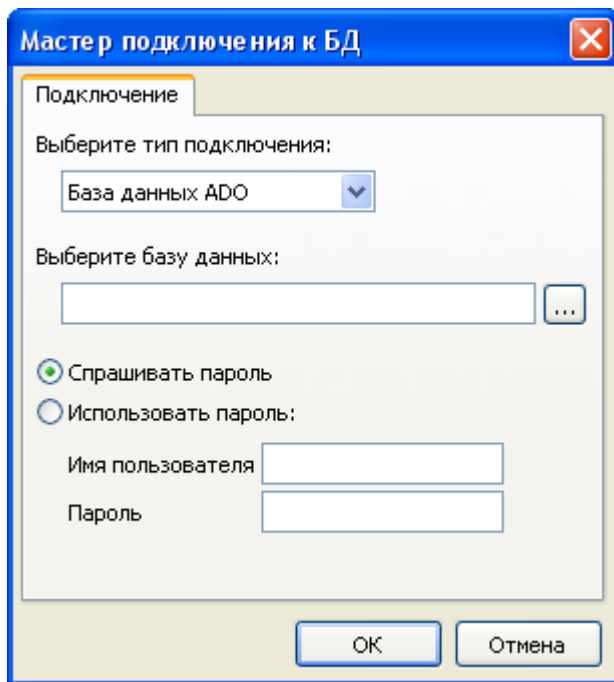 Мастер подключения к БД
Подключение
Выберите тип подключения:
База данных ADO
Выберите базу данных:
...
Спрашивать пароль
Использовать пароль:
Имя пользователя
Пароль
ОК
Отмена